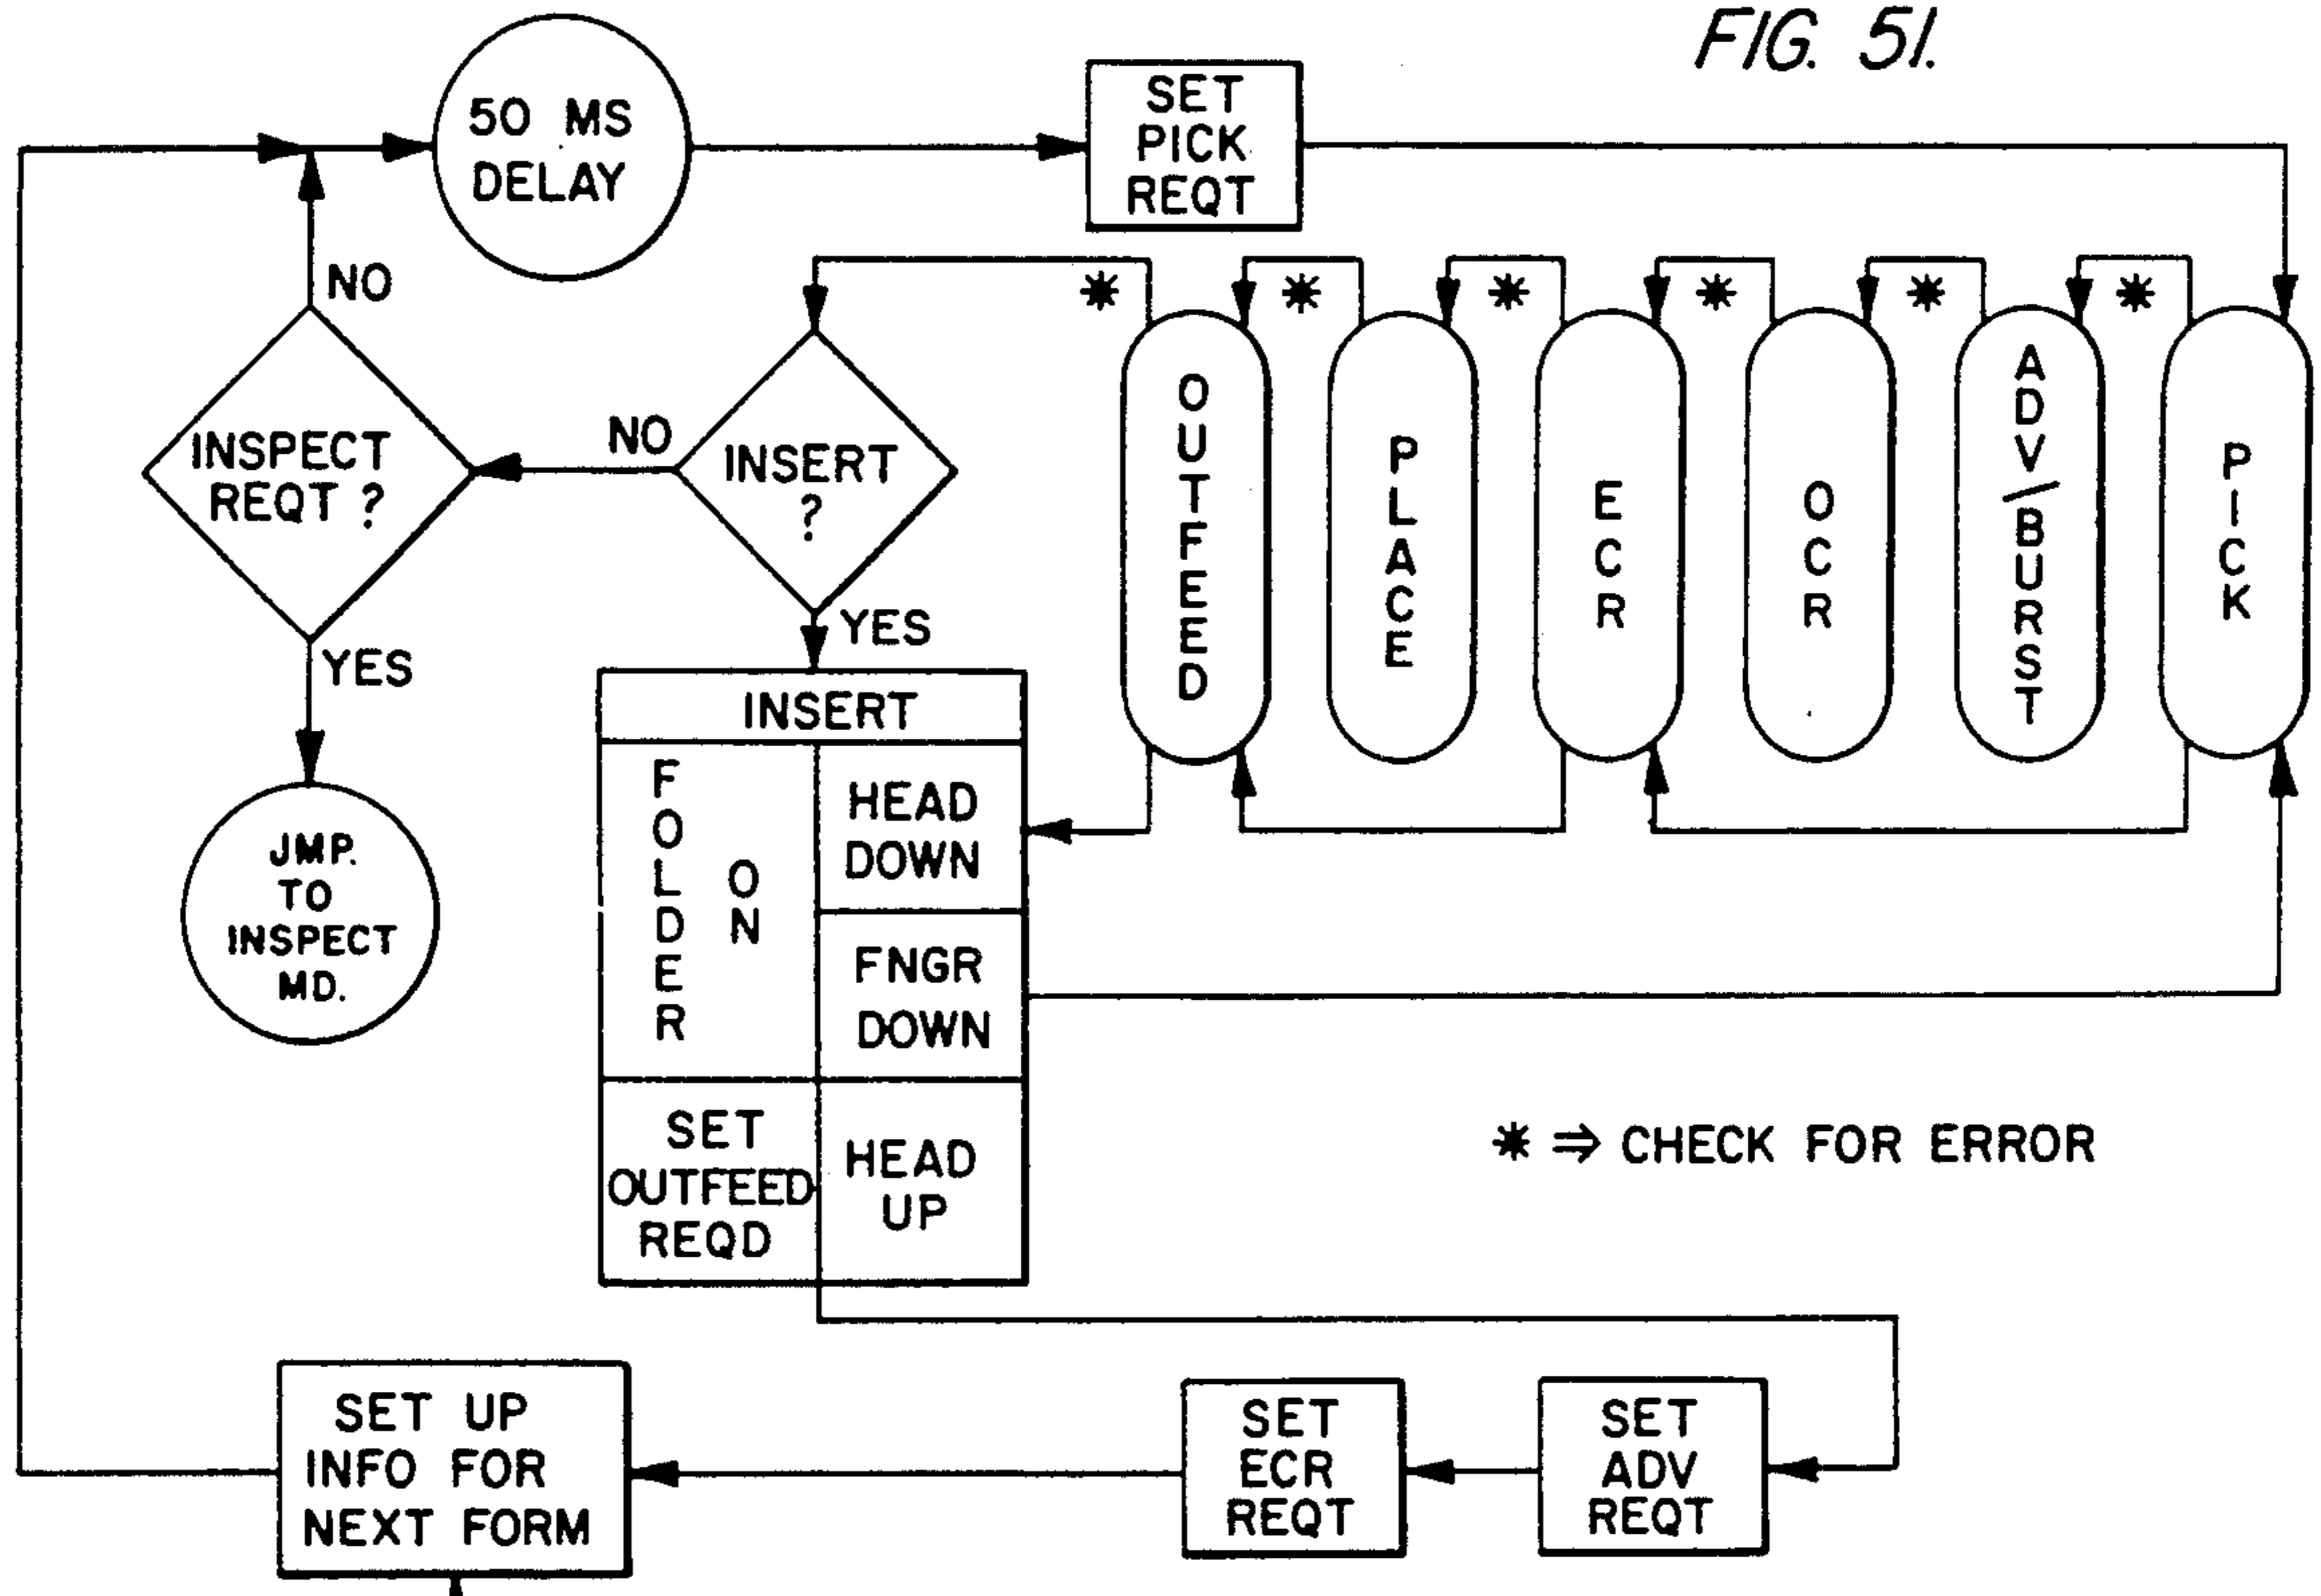 FIG. 51.
50 MS
DELAY
SET
PICK
REQT
NO
INSPECT
REQT ?
YES
JMP.
TO
INSPECT
MD.
NO
INSERT
?
YES
*
*
*
*
*
*
OUTFEED
PLACE
ECR
OCR
ADV/BURST
PICK
INSERT
FOLDER
ON
HEAD
DOWN
FNGR
DOWN
SET
OUTFEED
REQD
HEAD
UP
* ⇒ CHECK FOR ERROR
SET UP
INFO FOR
NEXT FORM
SET
ECR
REQT
SET
ADV
REQT